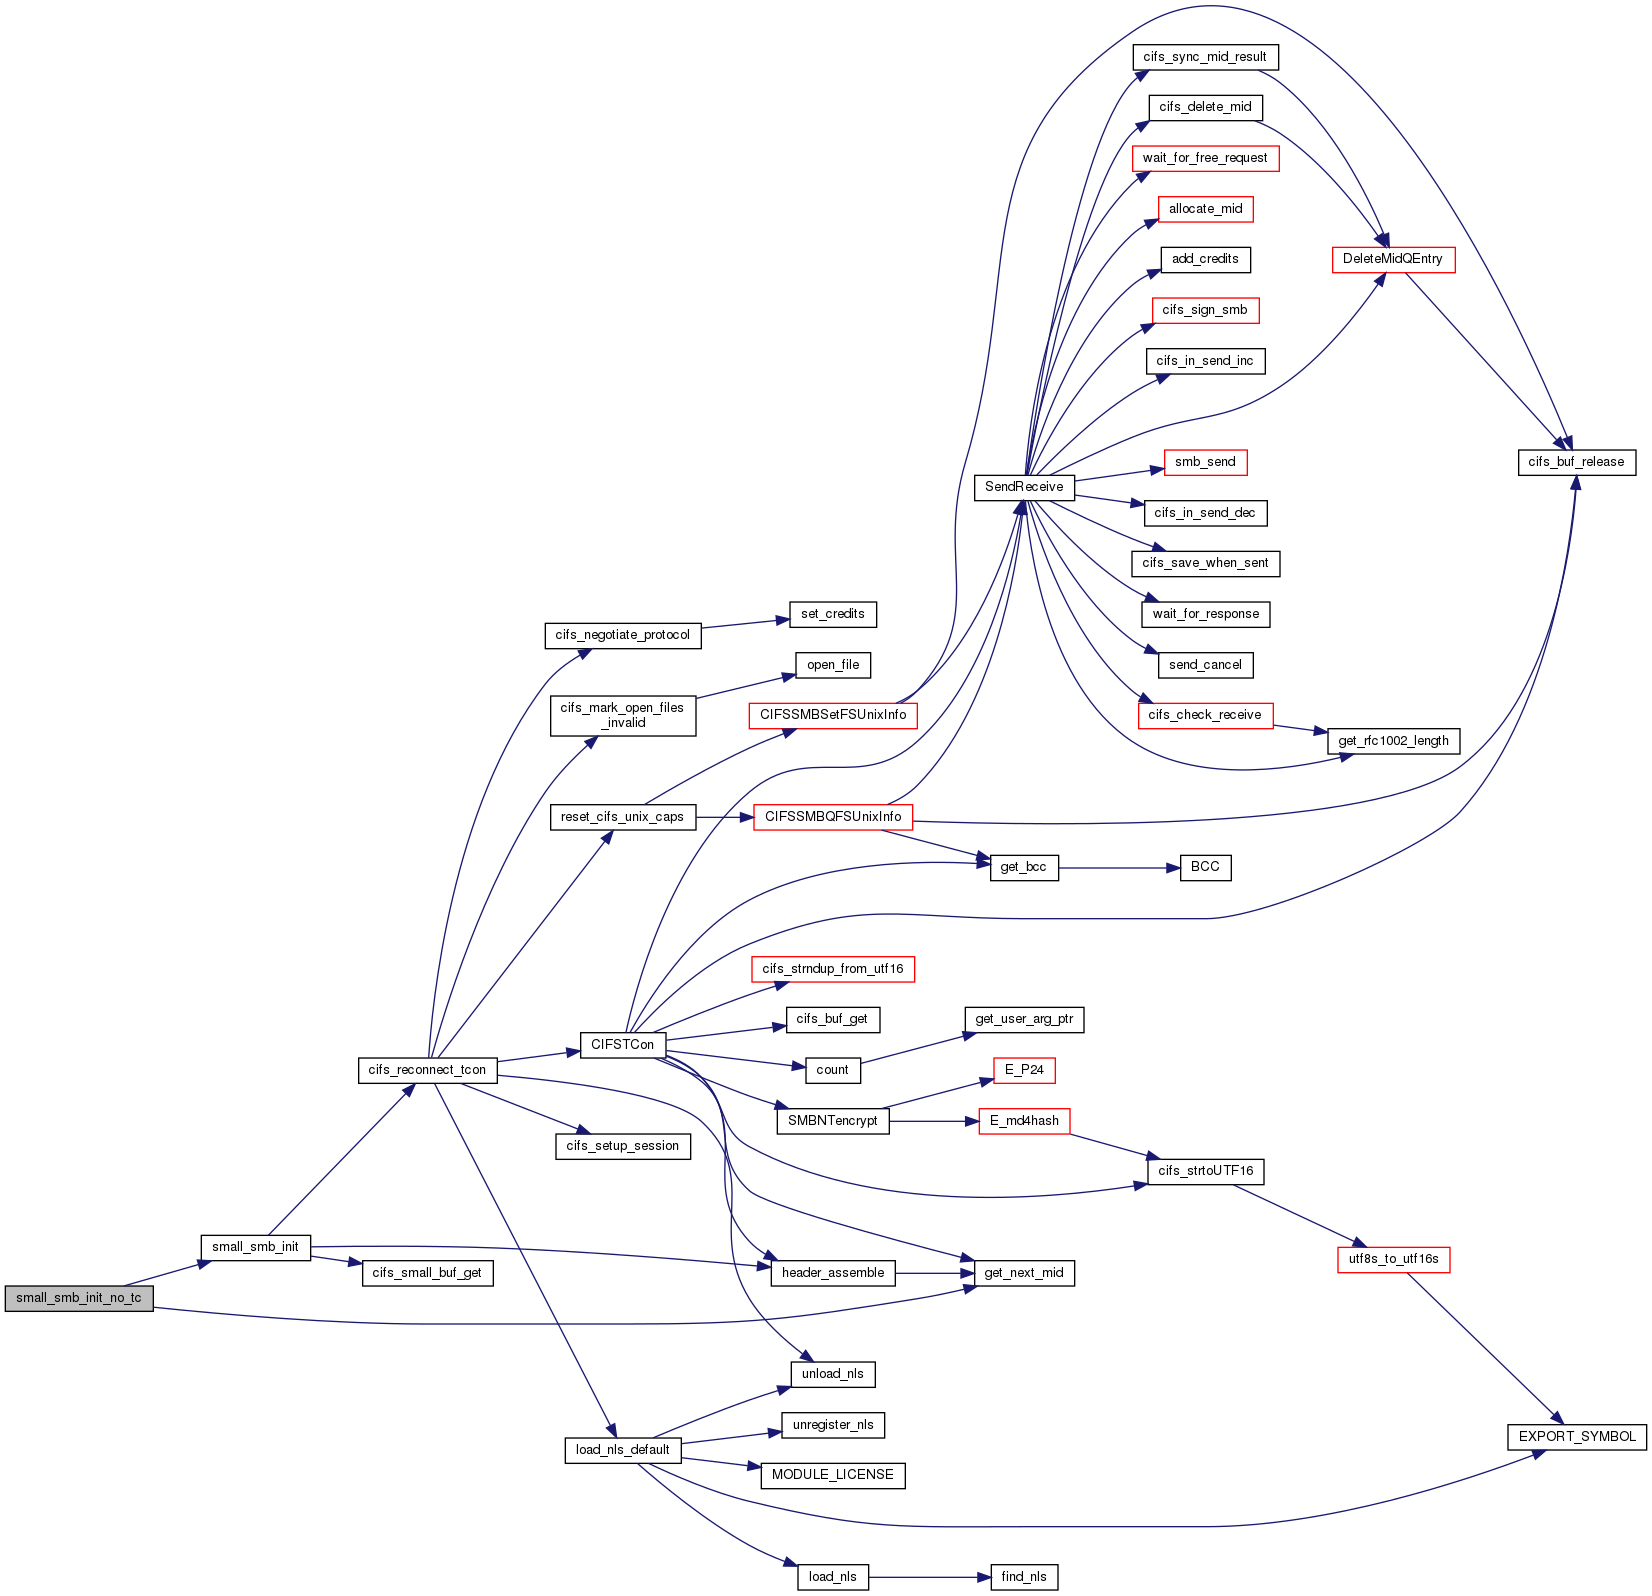 cifs_sync_mid_result
cifs_delete_mid
wait_for_free_request
allocate_mid
add_credits
DeleteMidQEntry
cifs_sign_smb
cifs_in_send_inc
smb_send
cifs_buf_release
SendReceive
cifs_in_send_dec
cifs_save_when_sent
wait_for_response
set_credits
cifs_negotiate_protocol
open_file
send_cancel
cifs_mark_open_files
_invalid
CIFSSMBSetFSUnixInfo
cifs_check_receive
get_rfc1002_length
reset_cifs_unix_caps
CIFSSMBQFSUnixInfo
get_bcc
BCC
cifs_strndup_from_utf16
cifs_buf_get
get_user_arg_ptr
CIFSTCon
cifs_reconnect_tcon
count
E_P24
SMBNTencrypt
E_md4hash
cifs_setup_session
cifs_strtoUTF16
small_smb_init
utf8s_to_utf16s
cifs_small_buf_get
header_assemble
get_next_mid
small_smb_init_no_tc
unload_nls
unregister_nls
EXPORT_SYMBOL
load_nls_default
MODULE_LICENSE
load_nls
find_nls